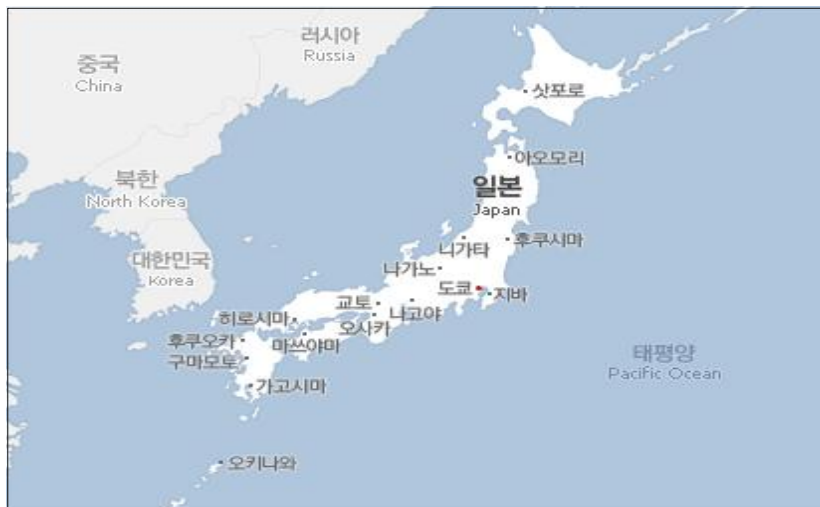 러시아
Russia
중국
China
삿포로
아오모리
북한
North Korea
일본
Japan
대한민국
Korea
니가타
후쿠시마
나가노
도쿄
지바
교토
나고야
히로시마
오사카
후쿠오카
마쓰야마
구마모토
태평양
Pacific Ocean
가고시마
오키나와